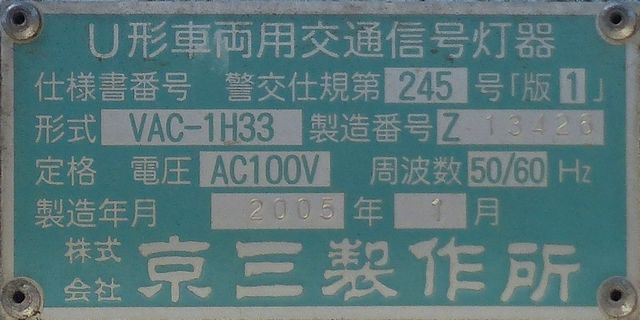 U形車両用交通信号灯器
仕様書番号 警交仕規第 245 号「版 1」
形式 VAC-1H33 製造番号 Z 13426
定格 電圧 AC100V 周波数 50/60 Hz
製造年月 2005 年 1 月
株式会社 京三製作所